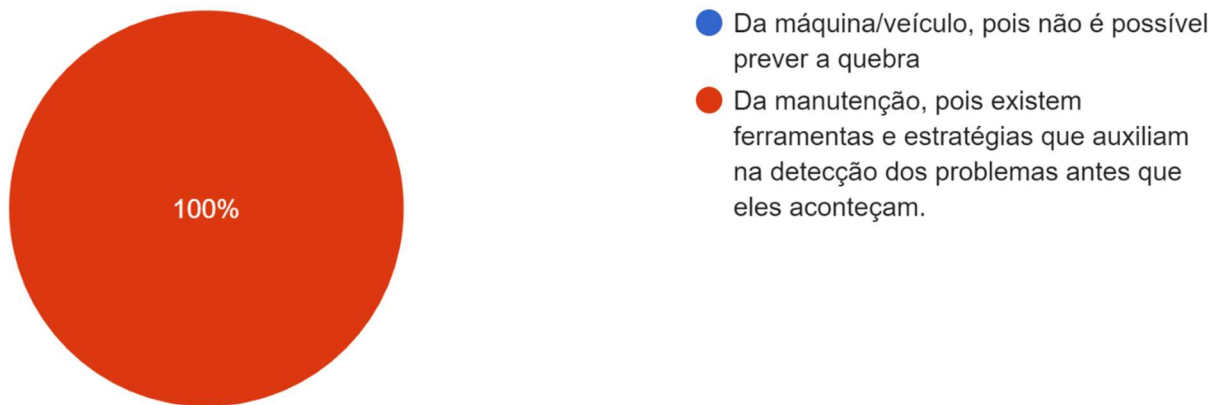 100%
Da máquina/veículo, pois não é possível
prever a quebra
Da manutenção, pois existem
ferramentas e estratégias que auxiliam
na detecção dos problemas antes que
eles aconteçam.